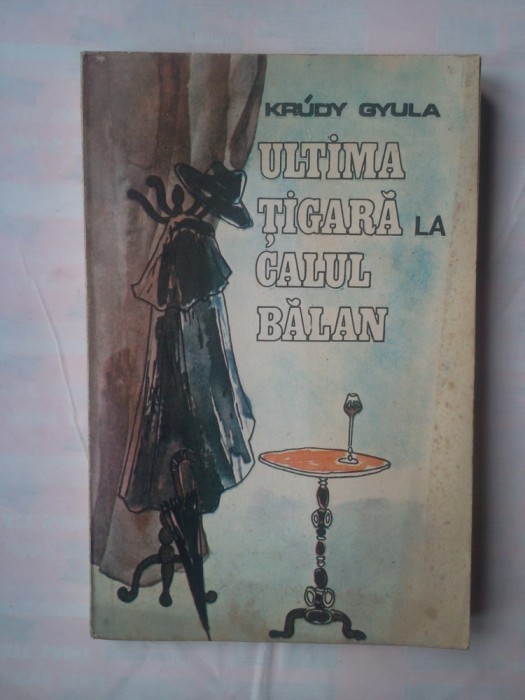 KRÚDY GYULA
ULTIMA
ȚIGARĂ LA
CALUL
BĂLAN